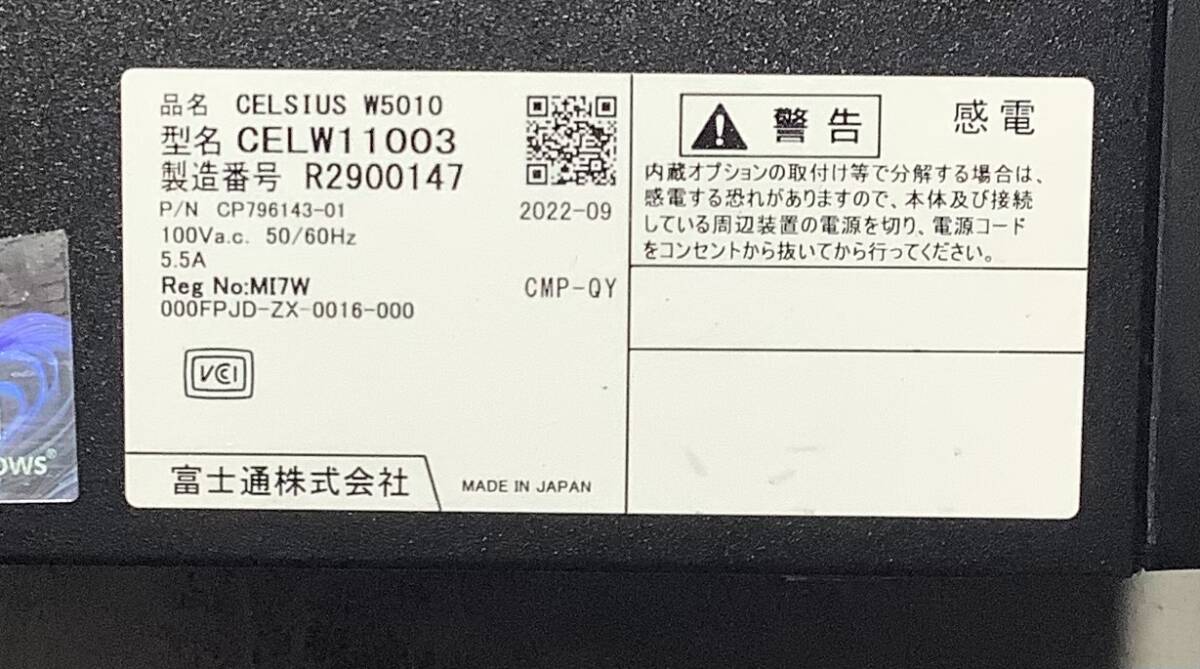 品名 CELSIUS W5010
型名 CELW11003
製造番号 R2900147
P/N CP796143-01
2022-09
100Va.c. 50/60Hz
5.5A
Reg No:MI7W
CMP-QY
000FPJD-ZX-0016-000
VCI
富士通株式会社
MADE IN JAPAN
警告
感電
内蔵オプションの取付け等で分解する場合は、
感電する恐れがありますので、本体及び接続
している周辺装置の電源を切り、電源コード
をコンセントから抜いてから行ってください。